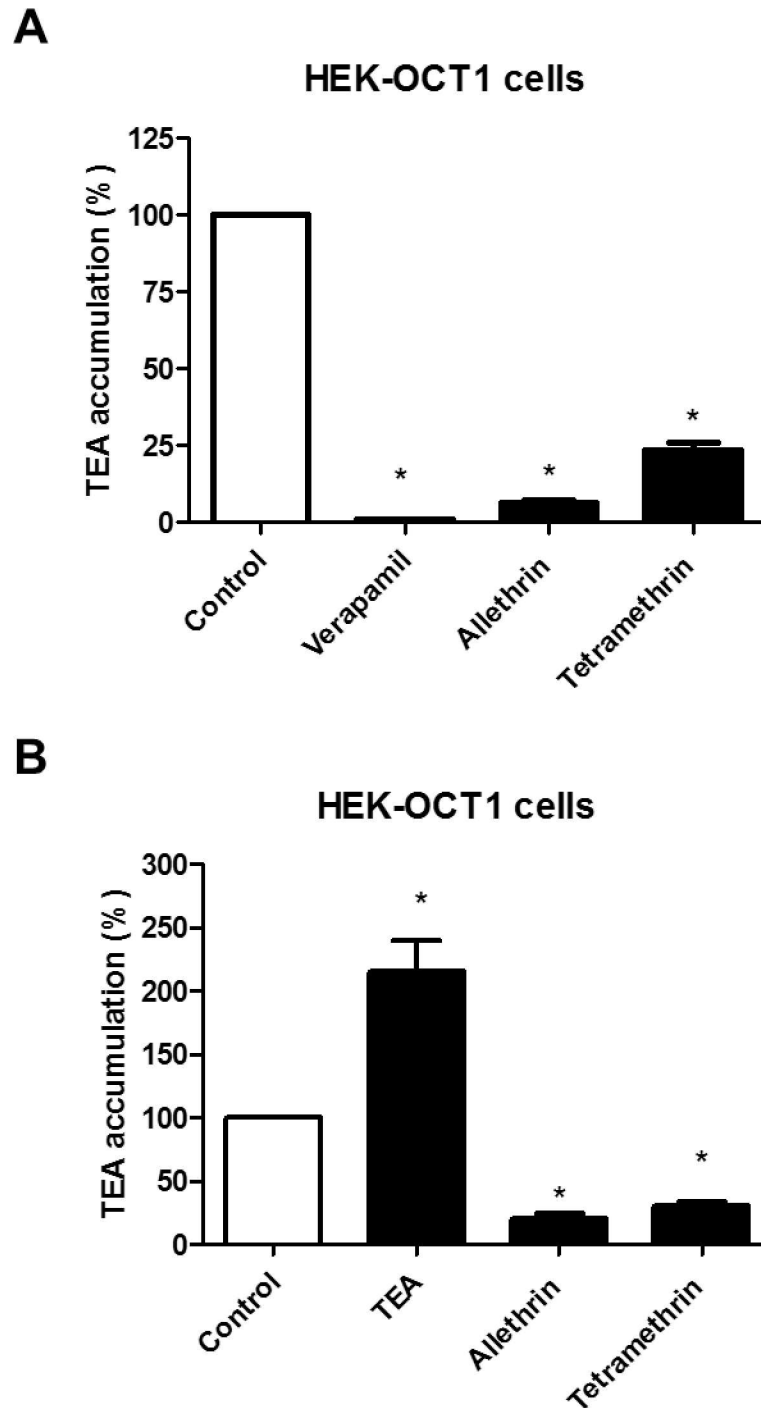 A
HEK-OCT1 cells
TEA accumulation (%)
125
100
75
50
25
0
*
*
*
Control
Verapamil
Allethrin
Tetramethrin
B
HEK-OCT1 cells
TEA accumulation (%)
300
250
200
150
100
50
0
*
*
*
Control
TEA
Allethrin
Tetramethrin